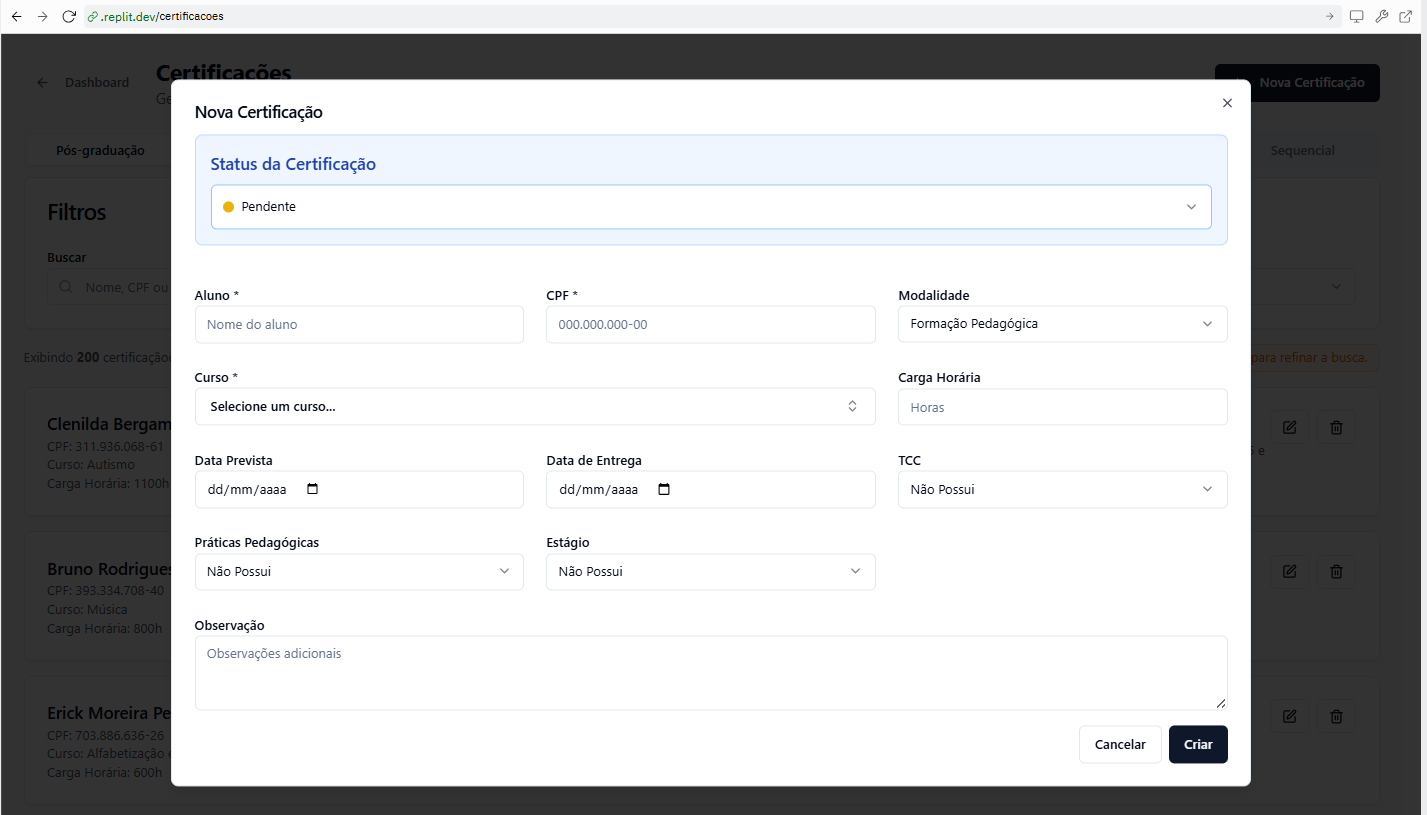 .replit.dev/certificacoes
Dashboard
Certificações
Nova Certificação
Pós-graduação
Sequencial
Filtros
Buscar
Nome, CPF ou
Exibindo 200
para refinar a busca.
Clenilda Bergam
CPF: 311.936.068-61
Curso: Autismo
Carga Horária: 1100h
Bruno Rodrigues
CPF: 393.334.708-40
Curso: Música
Carga Horária: 800h
Erick Moreira Pe
CPF: 703.886.636-26
Curso: Alfabetização e
Carga Horária: 600h
Nova Certificação
Status da Certificação
Pendente
Aluno * CPF * Modalidade
Nome do aluno 000.000.000-00 Formação Pedagógica
Curso * Carga Horária
Selecione um curso... Horas
Data Prevista Data de Entrega TCC
dd/mm/aaaa dd/mm/aaaa Não Possui
Práticas Pedagógicas Estágio
Não Possui Não Possui
Observação
Observações adicionais
Cancelar Criar